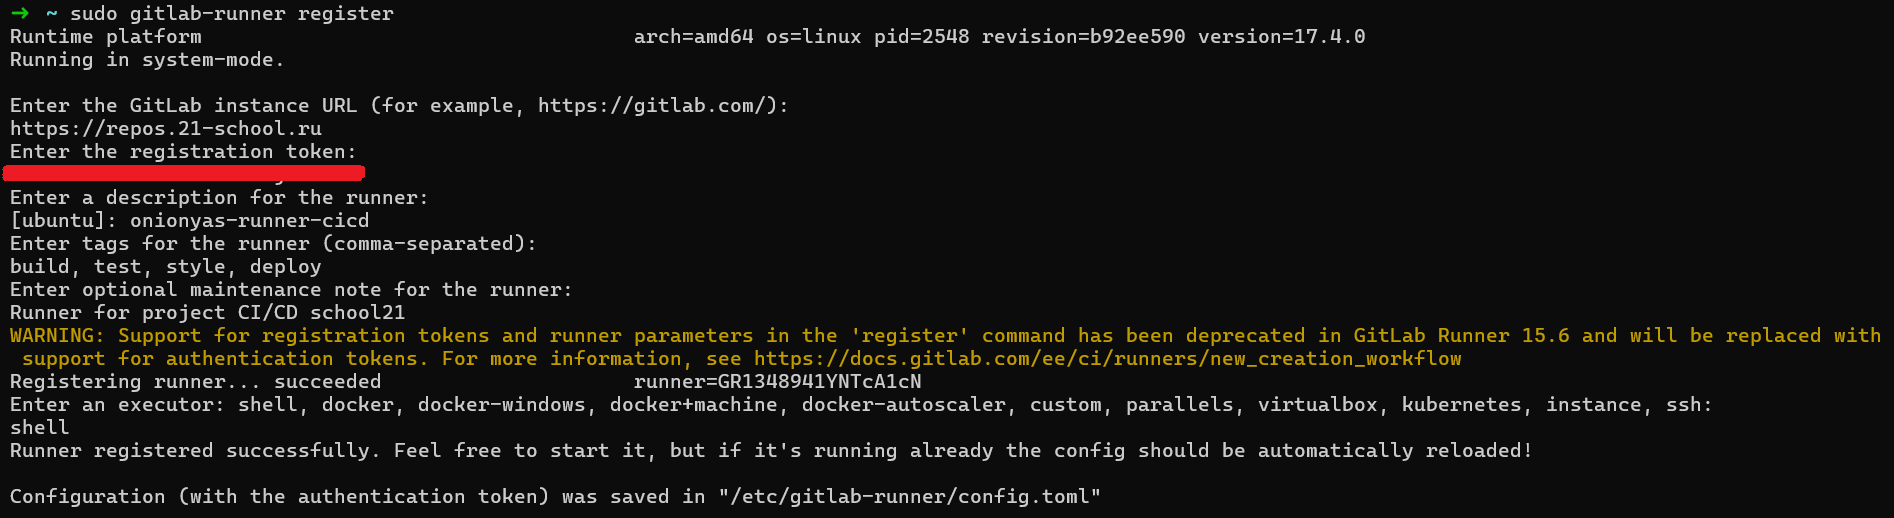 → ~ sudo gitlab-runner register
Runtime platform                                    arch=amd64 os=linux pid=2548 revision=b92ee590 version=17.4.0
Running in system-mode.
Enter the GitLab instance URL (for example, https://gitlab.com/):
https://repos.21-school.ru
Enter the registration token:
Enter a description for the runner:
[ubuntu]: onionyas-runner-cicd
Enter tags for the runner (comma-separated):
build, test, style, deploy
Enter optional maintenance note for the runner:
Runner for project CI/CD school21
WARNING: Support for registration tokens and runner parameters in the 'register' command has been deprecated in GitLab Runner 15.6 and will be replaced with
 support for authentication tokens. For more information, see https://docs.gitlab.com/ee/ci/runners/new_creation_workflow
Registering runner... succeeded                     runner=GR1348941YNTcA1cN
Enter an executor: shell, docker, docker-windows, docker+machine, docker-autoscaler, custom, parallels, virtualbox, kubernetes, instance, ssh:
shell
Runner registered successfully. Feel free to start it, but if it's running already the config should be automatically reloaded!
Configuration (with the authentication token) was saved in "/etc/gitlab-runner/config.toml"